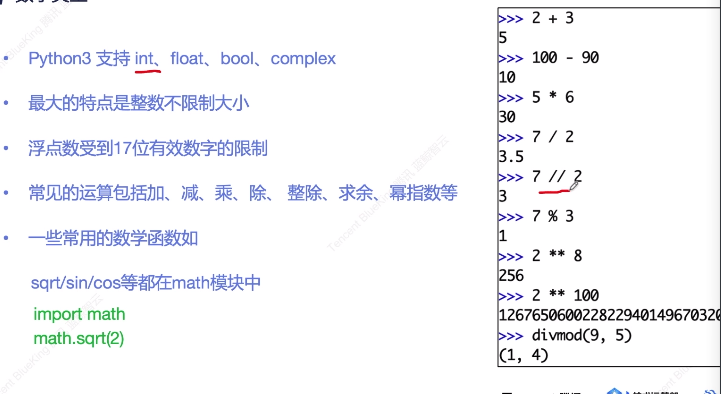 • Python3 支持 int、float、bool、complex
• 最大的特点是整数不限制大小
• 浮点数受到17位有效数字的限制
• 常见的运算包括加、减、乘、除、 整除、求余、幂指数等
• 一些常用的数学函数如
sqrt/sin/cos等都在math模块中
import math
math.sqrt(2)
>>> 2 + 3
5
>>> 100 - 90
10
>>> 5 * 6
30
>>> 7 / 2
3.5
>>> 7 // 2
3
>>> 7 % 3
1
>>> 2 ** 8
256
>>> 2 ** 100
126765060022822940149670320
>>> divmod(9, 5)
(1, 4)